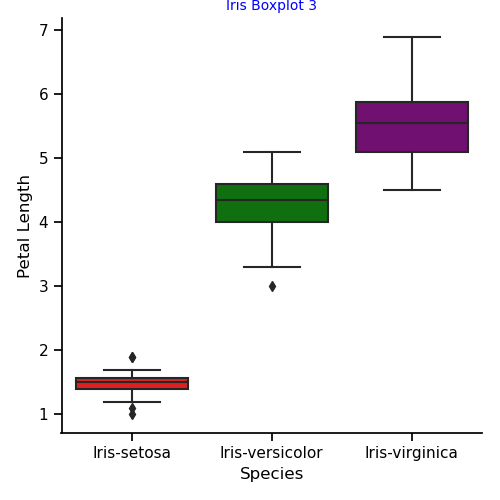 Iris Boxplot 3
7
6
5
4
3
2
1
Petal Length
Iris-setosa
Iris-versicolor
Iris-virginica
Species